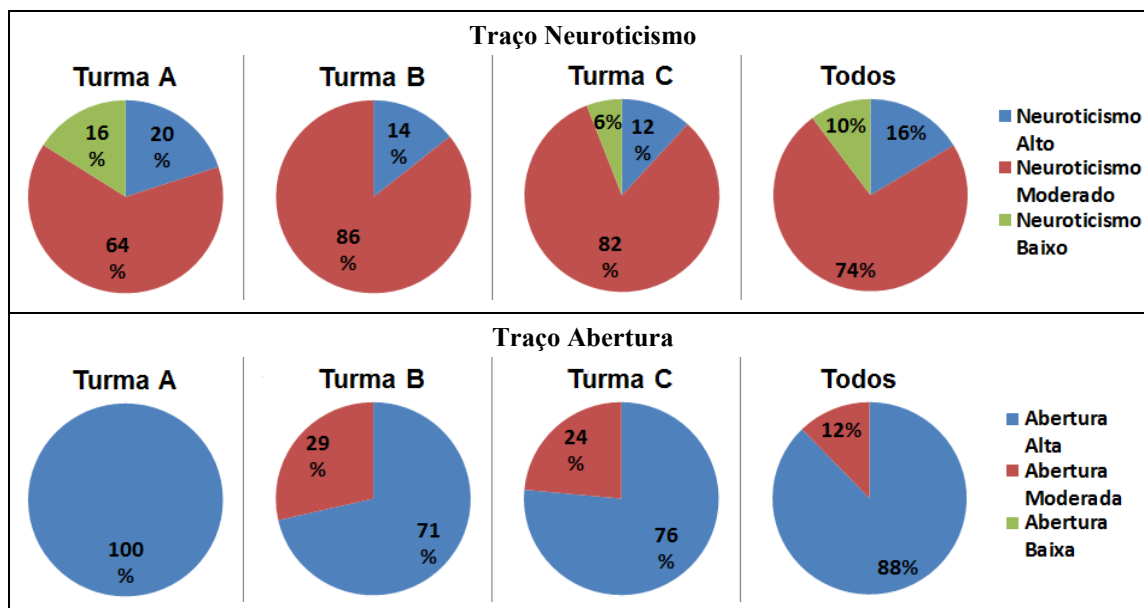 Traço Neuroticismo
Turma A
Turma B
Turma C
Todos
16
%
20
%
64
%
14
%
86
%
6%
12
%
82
%
10%
16%
74%
Neuroticismo
Alto
Neuroticismo
Moderado
Neuroticismo
Baixo
Traço Abertura
Turma A
Turma B
Turma C
Todos
100
%
29
%
71
%
24
%
76
%
12%
88%
Abertura
Alta
Abertura
Moderada
Abertura
Baixa